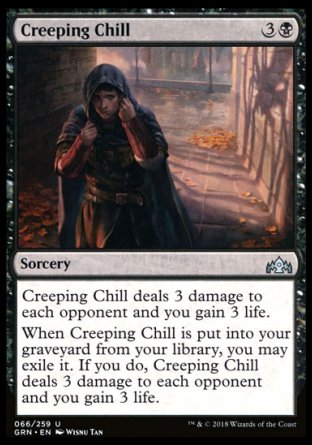 Creeping Chill 3
Sorcery
Creeping Chill deals 3 damage to
each opponent and you gain 3 life.
When Creeping Chill is put into your
graveyard from your library, you may
exile it. If you do, Creeping Chill
deals 3 damage to each opponent
and you gain 3 life.
066/259 U
GRN • EN Wisnu Tan
™ & © 2018 Wizards of the Coast